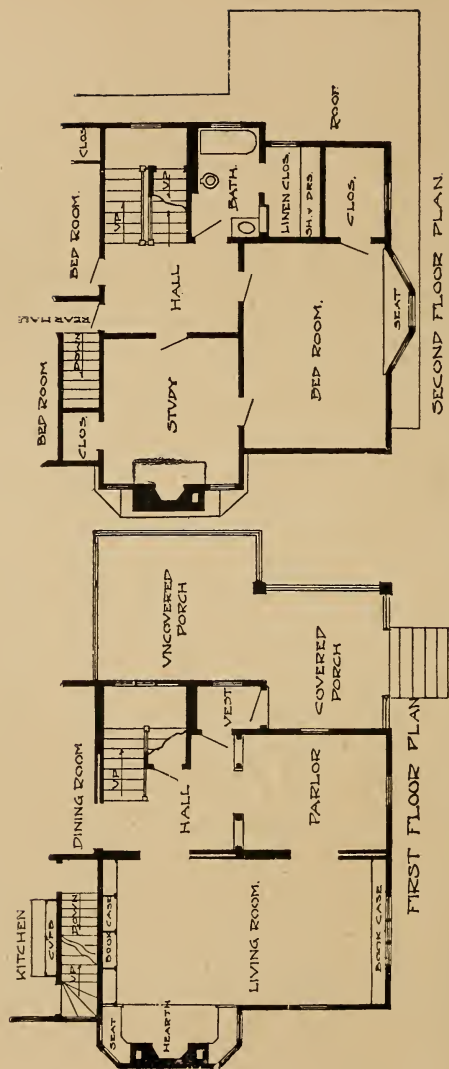 KITCHEN
CUPB
UP
DOWN
DINING ROOM
BOOK CASE
UP
SEAT
HEARTH
HALL
VEST.
UNCOVERED
PORCH
LIVING ROOM.
PARLOR
COVERED
PORCH
BOOK CASE
FIRST FLOOR PLAN
BED ROOM
REAR HALL
BED ROOM.
CLOS
CLOS.
DOWN
UP
UP
STUDY
HALL
BATH.
LINEN CLOS.
SH. & DRS.
ROOF
BED ROOM.
CLOS.
SEAT
SECOND FLOOR PLAN.